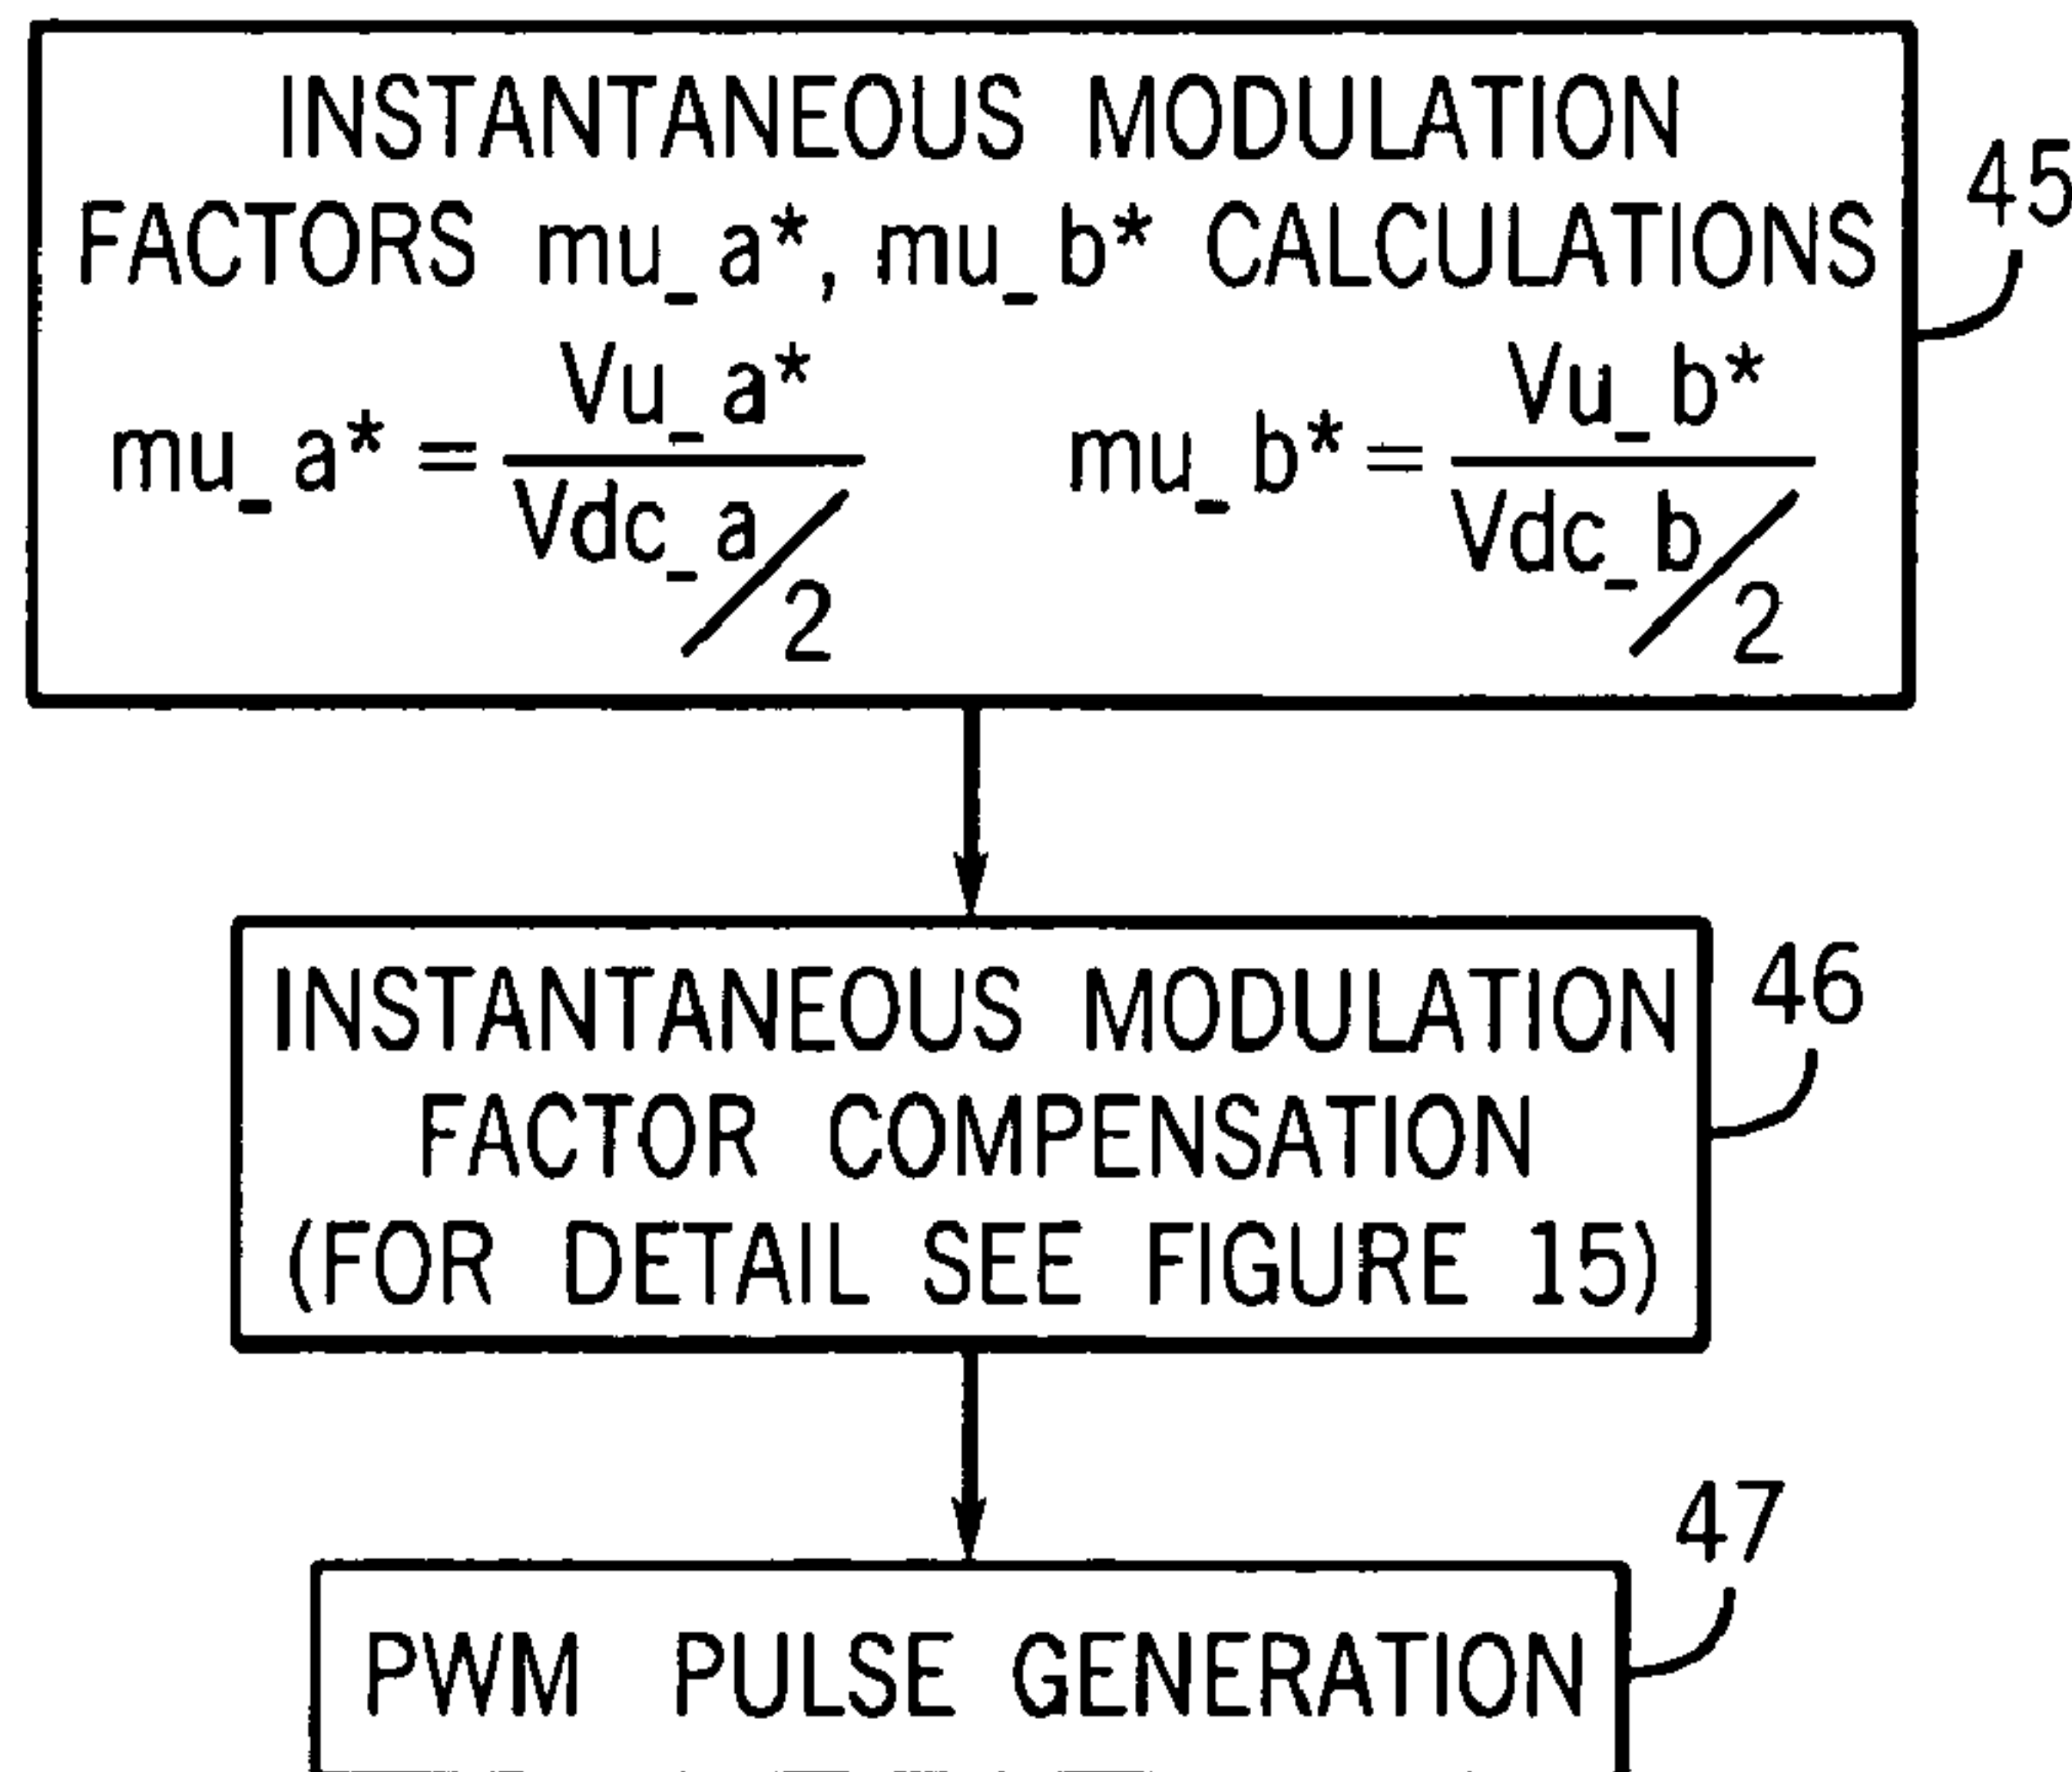 INSTANTANEOUS MODULATION
FACTORS mu_a*, mu_b* CALCULATIONS
45
mu_a* = Vu_a* / Vdc_a/2
mu_b* = Vu_b* / Vdc_b/2
INSTANTANEOUS MODULATION
FACTOR COMPENSATION
(FOR DETAIL SEE FIGURE 15)
46
47
PWM PULSE GENERATION